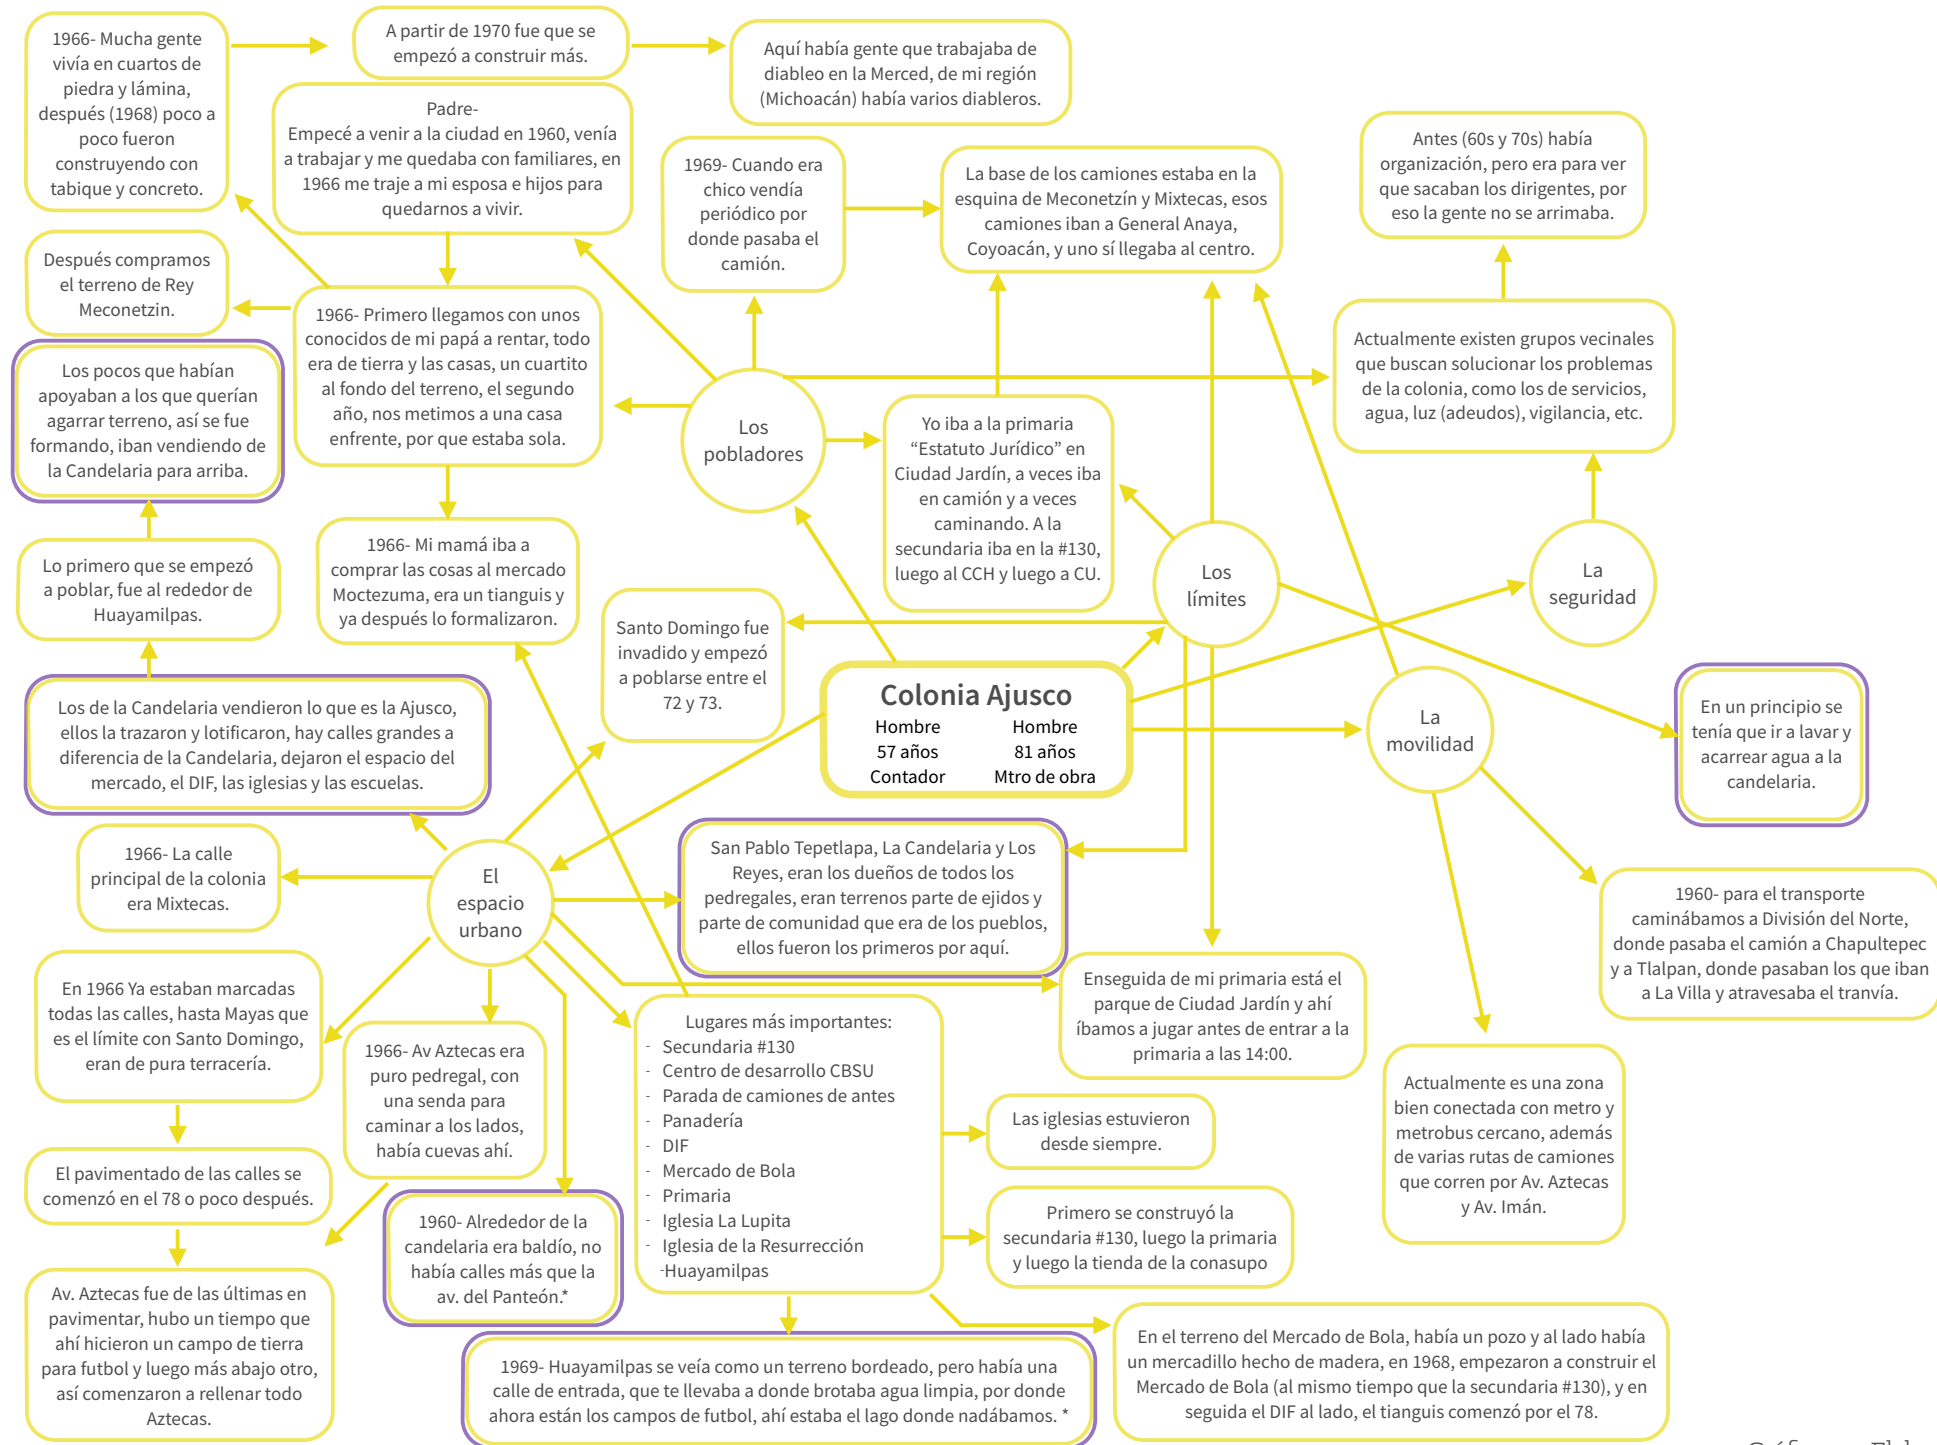 1966- Mucha gente
vivía en cuartos de
piedra y lámina,
después (1968) poco a
poco fueron
construyendo con
tabique y concreto.
A partir de 1970 fue que se
empezó a construir más.
Aquí había gente que trabajaba de
diableo en la Merced, de mi región
(Michoacán) había varios diableros.
Padre-
Empecé a venir a la ciudad en 1960, venía
a trabajar y me quedaba con familiares, en
1966 me traje a mi esposa e hijos para
quedarnos a vivir.
1969- Cuando era
chico vendía
periódico por
donde pasaba el
camión.
La base de los camiones estaba en la
esquina de Meconetzín y Mixtecas, esos
camiones iban a General Anaya,
Coyoacán, y uno sí llegaba al centro.
Antes (60s y 70s) había
organización, pero era para ver
que sacaban los dirigentes, por
eso la gente no se arrimaba.
Después compramos
el terreno de Rey
Meconetzin.
1966- Primero llegamos con unos
conocidos de mi papá a rentar, todo
era de tierra y las casas, un cuartito
al fondo del terreno, el segundo
año, nos metimos a una casa
enfrente, por que estaba sola.
Actualmente existen grupos vecinales
que buscan solucionar los problemas
de la colonia, como los de servicios,
agua, luz (adeudos), vigilancia, etc.
Los pocos que habían
apoyaban a los que querían
agarrar terreno, así se fue
formando, iban vendiendo de
la Candelaria para arriba.
Los
pobladores
Yo iba a la primaria
“Estatuto Jurídico” en
Ciudad Jardín, a veces iba
en camión y a veces
caminando. A la
secundaria iba en la #130,
luego al CCH y luego a CU.
Lo primero que se empezó
a poblar, fue al rededor de
Huayamilpas.
1966- Mi mamá iba a
comprar las cosas al mercado
Moctezuma, era un tianguis y
ya después lo formalizaron.
Los
límites
La
seguridad
Santo Domingo fue
invadido y empezó
a poblarse entre el
72 y 73.
Los de la Candelaria vendieron lo que es la Ajusco,
ellos la trazaron y lotificaron, hay calles grandes a
diferencia de la Candelaria, dejaron el espacio del
mercado, el DIF, las iglesias y las escuelas.
Colonia Ajusco
Hombre Hombre
57 años 81 años
Contador Mtro de obra
La
movilidad
En un principio se
tenía que ir a lavar y
acarrear agua a la
candelaria.
1966- La calle
principal de la colonia
era Mixtecas.
El
espacio
urbano
San Pablo Tepetlapa, La Candelaria y Los
Reyes, eran los dueños de todos los
pedregales, eran terrenos parte de ejidos y
parte de comunidad que era de los pueblos,
ellos fueron los primeros por aquí.
1960- para el transporte
caminábamos a División del Norte,
donde pasaba el camión a Chapultepec
y a Tlalpan, donde pasaban los que iban
a La Villa y atravesaba el tranvía.
En 1966 Ya estaban marcadas
todas las calles, hasta Mayas que
es el límite con Santo Domingo,
eran de pura terracería.
1966- Av Aztecas era
puro pedregal, con
una senda para
caminar a los lados,
había cuevas ahí.
Lugares más importantes:
- Secundaria #130
- Centro de desarrollo CBSU
- Parada de camiones de antes
- Panadería
- DIF
- Mercado de Bola
- Primaria
- Iglesia La Lupita
- Iglesia de la Resurrección
-Huayamilpas
Enseguida de mi primaria está el
parque de Ciudad Jardín y ahí
íbamos a jugar antes de entrar a la
primaria a las 14:00.
Actualmente es una zona
bien conectada con metro y
metrobus cercano, además
de varias rutas de camiones
que corren por Av. Aztecas
y Av. Imán.
Las iglesias estuvieron
desde siempre.
El pavimentado de las calles se
comenzó en el 78 o poco después.
1960- Alrededor de la
candelaria era baldío, no
había calles más que la
av. del Panteón.*
Primero se construyó la
secundaria #130, luego la primaria
y luego la tienda de la conasupo
Av. Aztecas fue de las últimas en
pavimentar, hubo un tiempo que
ahí hicieron un campo de tierra
para futbol y luego más abajo otro,
así comenzaron a rellenar todo
Aztecas.
1969- Huayamilpas se veía como un terreno bordeado, pero había una
calle de entrada, que te llevaba a donde brotaba agua limpia, por donde
ahora están los campos de futbol, ahí estaba el lago donde nadábamos. *
En el terreno del Mercado de Bola, había un pozo y al lado había
un mercadillo hecho de madera, en 1968, empezaron a construir el
Mercado de Bola (al mismo tiempo que la secundaria #130), y en
seguida el DIF al lado, el tianguis comenzó por el 78.